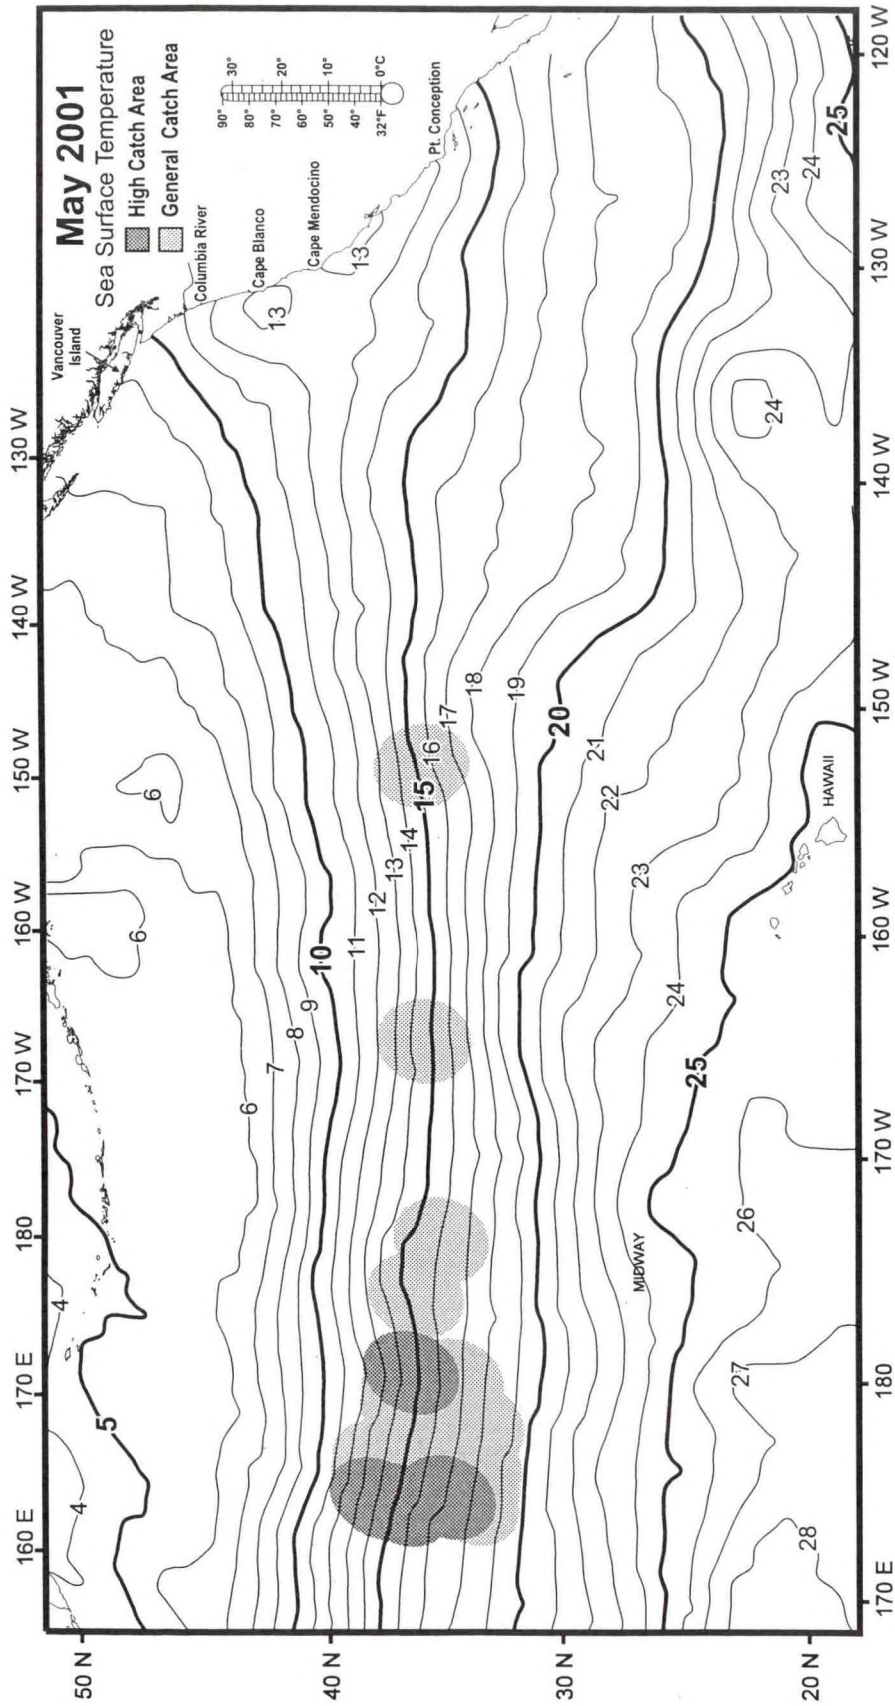 May 2001
Sea Surface Temperature
High Catch Area
General Catch Area
90°
80°
70°
60°
50°
40°
32°F
30°
20°
10°
0°C
Vancouver
Island
Columbia River
Cape Blanco
Cape Mendocino
Pt. Conception
160 E
170 E
180
170 W
160 W
150 W
140 W
130 W
50 N
40 N
30 N
20 N
170 E
180
170 W
160 W
150 W
140 W
130 W
120 W
4
4
5
6
6
6
7
8
9
10
11
12
13
14
15
16
17
18
19
20
21
22
23
24
25
26
27
28
13
13
24
23
24
25
MIDWAY
HAWAII